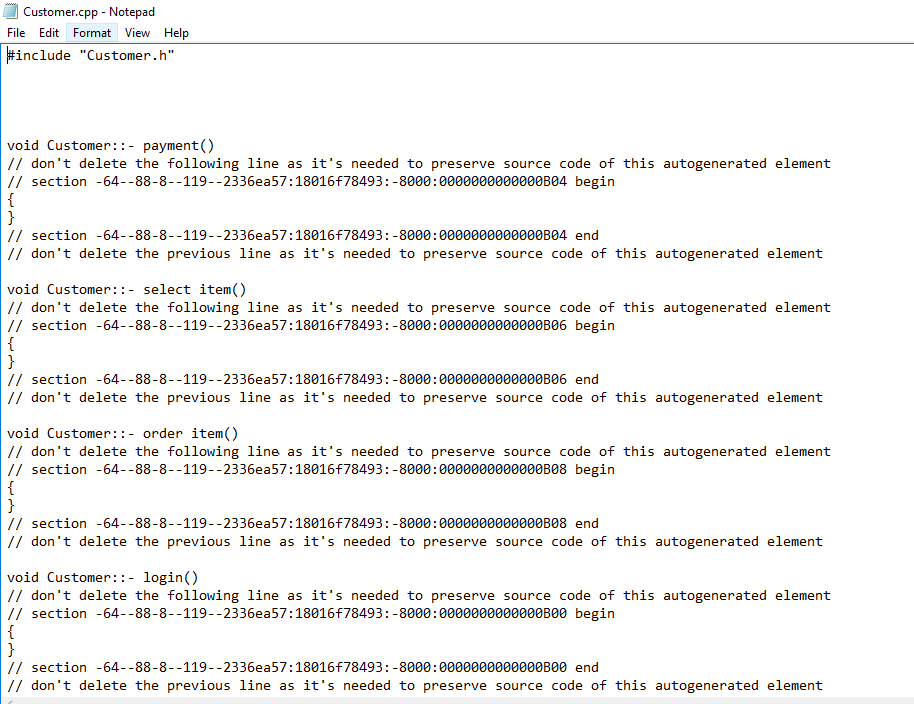 Customer.cpp - Notepad
File Edit Format View Help
#include "Customer.h"
void Customer::- payment()
// don't delete the following line as it's needed to preserve source code of this autogenerated element
// section -64--88-8--119--2336ea57:18016f78493:-8000:0000000000000B04 begin
{
}
// section -64--88-8--119--2336ea57:18016f78493:-8000:0000000000000B04 end
// don't delete the previous line as it's needed to preserve source code of this autogenerated element
void Customer::- select item()
// don't delete the following line as it's needed to preserve source code of this autogenerated element
// section -64--88-8--119--2336ea57:18016f78493:-8000:0000000000000B06 begin
{
}
// section -64--88-8--119--2336ea57:18016f78493:-8000:0000000000000B06 end
// don't delete the previous line as it's needed to preserve source code of this autogenerated element
void Customer::- order item()
// don't delete the following line as it's needed to preserve source code of this autogenerated element
// section -64--88-8--119--2336ea57:18016f78493:-8000:0000000000000B08 begin
{
}
// section -64--88-8--119--2336ea57:18016f78493:-8000:0000000000000B08 end
// don't delete the previous line as it's needed to preserve source code of this autogenerated element
void Customer::- login()
// don't delete the following line as it's needed to preserve source code of this autogenerated element
// section -64--88-8--119--2336ea57:18016f78493:-8000:0000000000000B00 begin
{
}
// section -64--88-8--119--2336ea57:18016f78493:-8000:0000000000000B00 end
// don't delete the previous line as it's needed to preserve source code of this autogenerated element